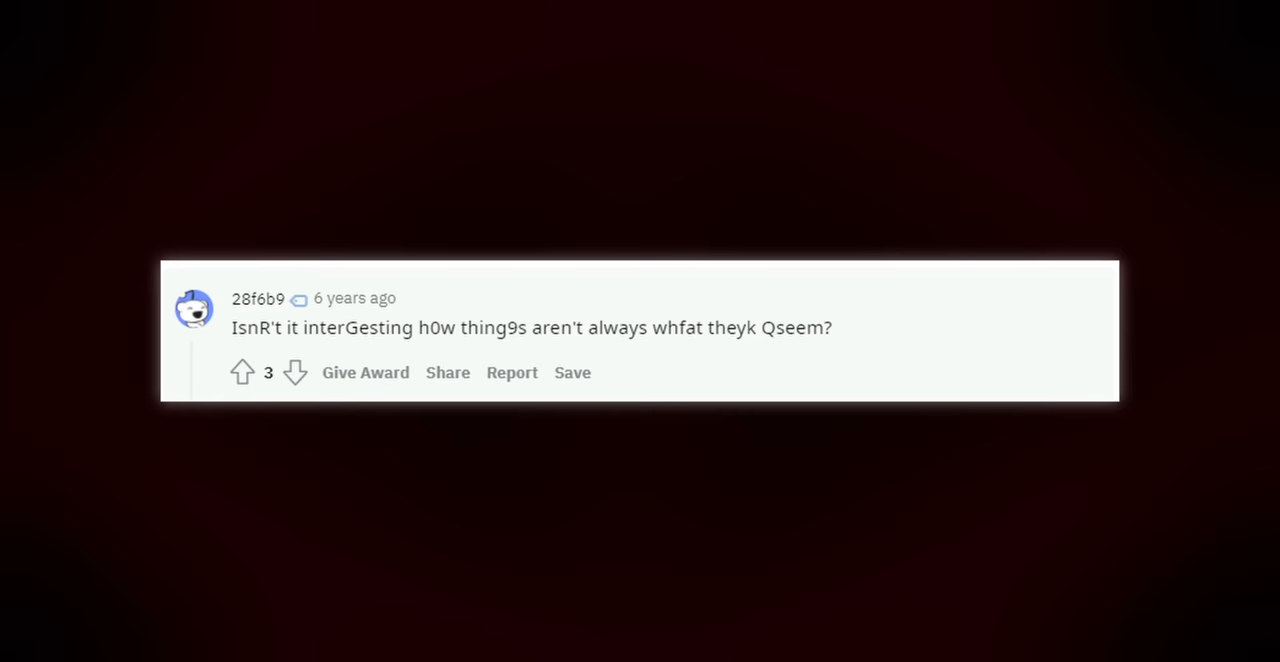 28f6b9 6 years ago
IsnR't it interGesting h0w thing9s aren't always whfat theyk Qseem?
3 Give Award Share Report Save